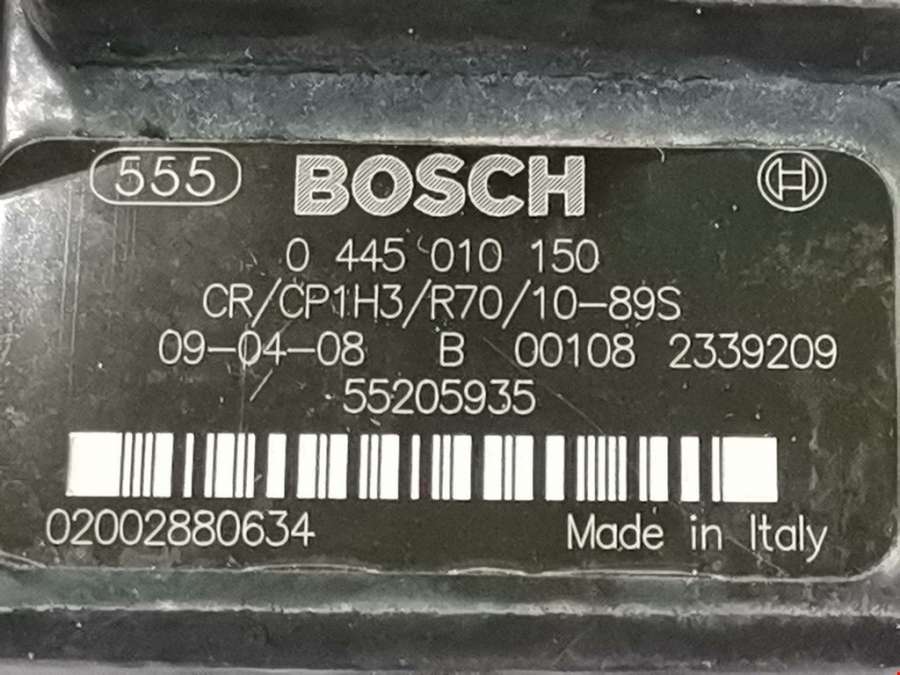 555 BOSCH
0 445 010 150
CR/CP1H3/R70/10-89S
09-04-08 B 00108 2339209
55205935
02002880634 Made in Italy